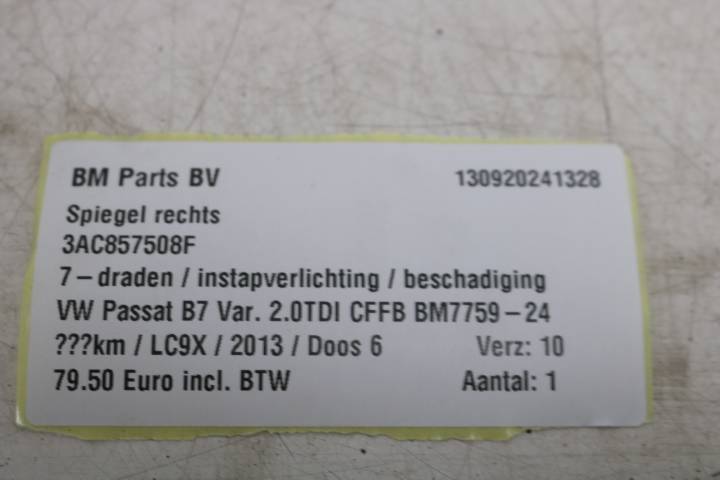 BM Parts BV 130920241328
Spiegel rechts
3AC857508F
7-draden / instapverlichting / beschadiging
VW Passat B7 Var. 2.0TDI CFFB BM7759-24
???km / LC9X / 2013 / Doos 6 Verz: 10
79.50 Euro incl. BTW Aantal: 1